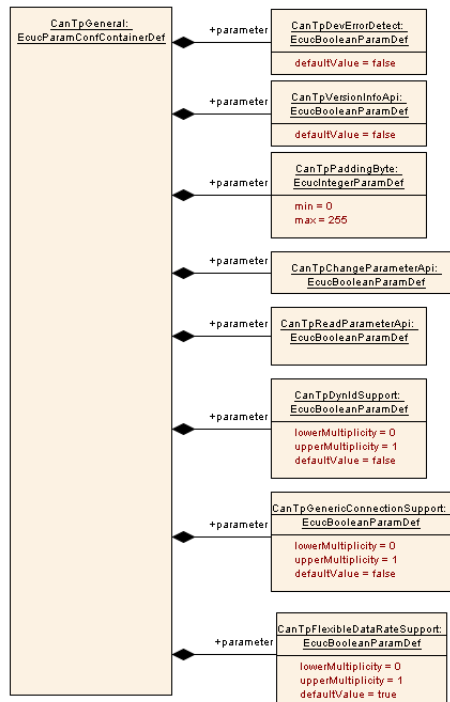 CanTpGeneral:
EcucParamConfContainerDef
+parameter
CanTpDevErrorDetect:
EcucBooleanParamDef
defaultValue = false
+parameter
CanTpVersionInfoApi:
EcucBooleanParamDef
defaultValue = false
+parameter
CanTpPaddingByte:
EcucIntegerParamDef
min = 0
max = 255
+parameter
CanTpChangeParameterApi:
EcucBooleanParamDef
+parameter
CanTpReadParameterApi:
EcucBooleanParamDef
+parameter
CanTpDynIdSupport:
EcucBooleanParamDef
lowerMultiplicity = 0
upperMultiplicity = 1
defaultValue = false
+parameter
CanTpGenericConnectionSupport:
EcucBooleanParamDef
lowerMultiplicity = 0
upperMultiplicity = 1
defaultValue = false
+parameter
CanTpFlexibleDataRateSupport:
EcucBooleanParamDef
lowerMultiplicity = 0
upperMultiplicity = 1
defaultValue = true